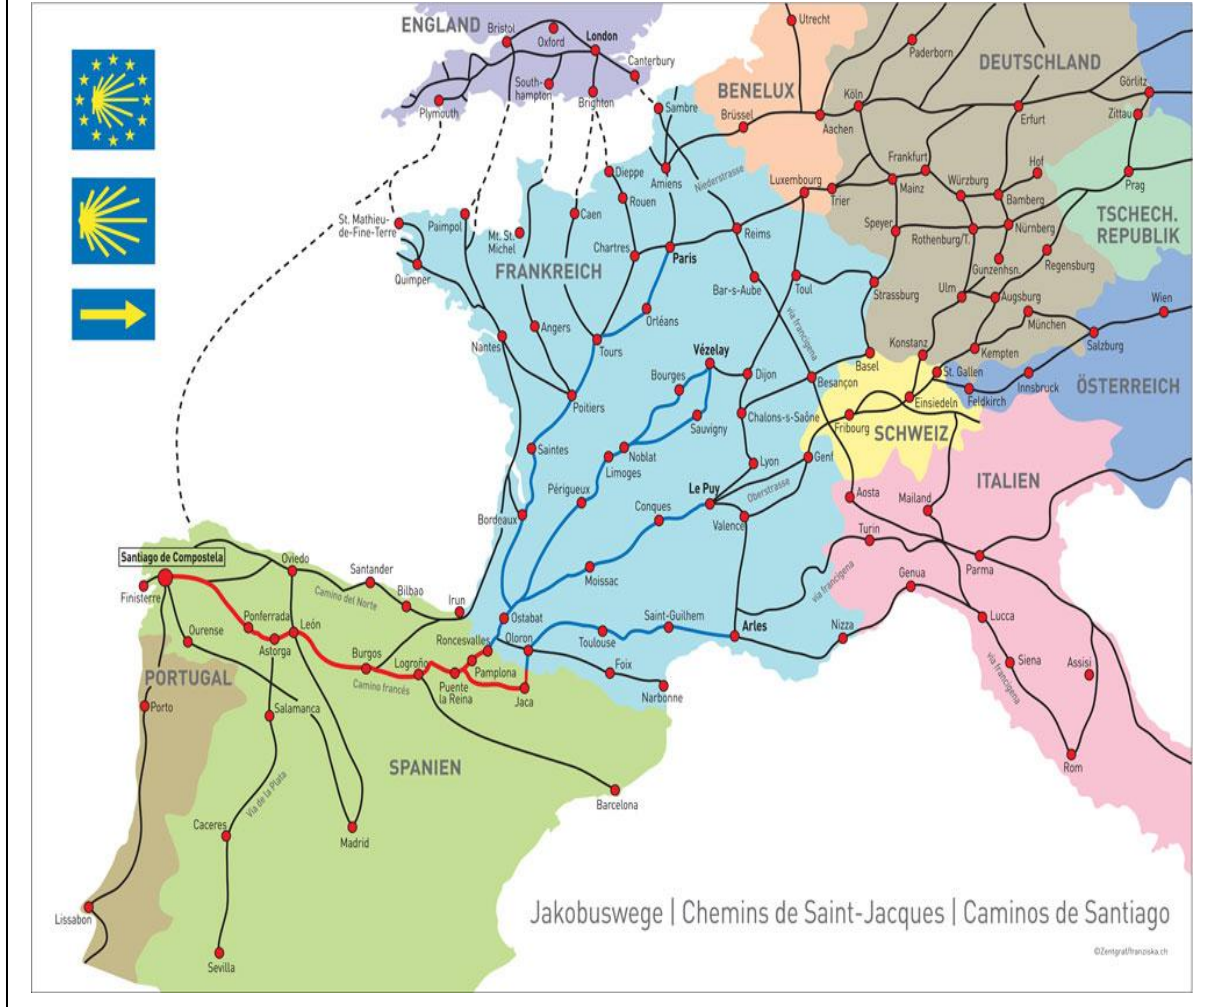 ENGLAND
Bristol
Oxford
London
Canterbury
South-
hampton
Brighton
Plymouth
Utrecht
BENELUX
Brüssel
Aachen
Sambre
Paderborn
DEUTSCHLAND
Köln
Görlitz
Zittau
Erfurt
Frankfurt
Hof
Prag
TSCHECH.
REPUBLIK
Niederstrasse
Luxembourg
Trier
Mainz
Würzburg
Bamberg
Speyer
Rothenburg/T.
Nürnberg
Gunzenhsn.
Regensburg
Dieppe
Amiens
Rouen
Caen
St. Mathieu-
de-Fine-Terre
Paimpol
Mt. St.
Michel
Chartres
Paris
Reims
Quimper
FRANKREICH
Bar-s-Aube
Toul
Strassburg
Ulm
Augsburg
München
Wien
Salzburg
Orléans
Angers
Nantes
Tours
via francigena
Vézelay
Bourges
Dijon
Besançon
Basel
Konstanz
Kempten
St. Gallen
Feldkirch
Innsbruck
ÖSTERREICH
Einsiedeln
Poitiers
Sauvigny
Chalons-s-Saône
Fribourg
SCHWEIZ
Saintes
Noblat
Limoges
Lyon
Genf
Périgueux
Le Puy
Oberstrasse
Aosta
Mailand
ITALIEN
Bordeaux
Conques
Valence
Turin
Parma
Santiago de Compostela
Oviedo
Santander
Bilbao
Irun
Camino del Norte
Finisterre
Moissac
via francigena
Genua
Ostabat
Saint-Guilhem
Toulouse
Arles
Nizza
Lucca
Ponferrada
León
Astorga
Ourense
Oloron
Roncesvalles
Burgos
Logroño
Pamplona
Camino francés
Puente
la Reina
Jaca
Foix
Narbonne
Siena
Assisi
via francigena
Rom
PORTUGAL
Porto
Salamanca
SPANIEN
Via de la Plata
Barcelona
Caceres
Madrid
Lissabon
Sevilla
Jakobuswege | Chemins de Saint-Jacques | Caminos de Santiago
©Zentgraf/franziska.ch